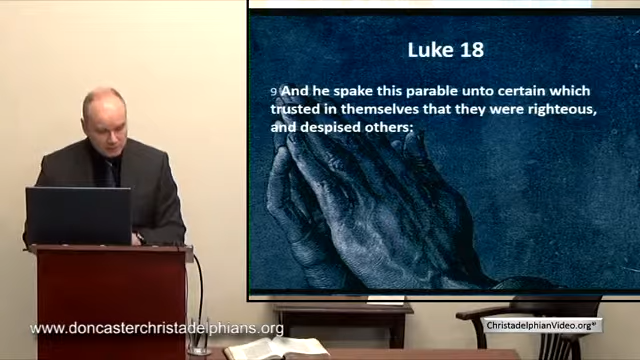 Luke 18
9 And he spake this parable unto certain which
trusted in themselves that they were righteous,
and despised others:
www.doncasterchristadelphians.org
ChristadelphianVideo.org®